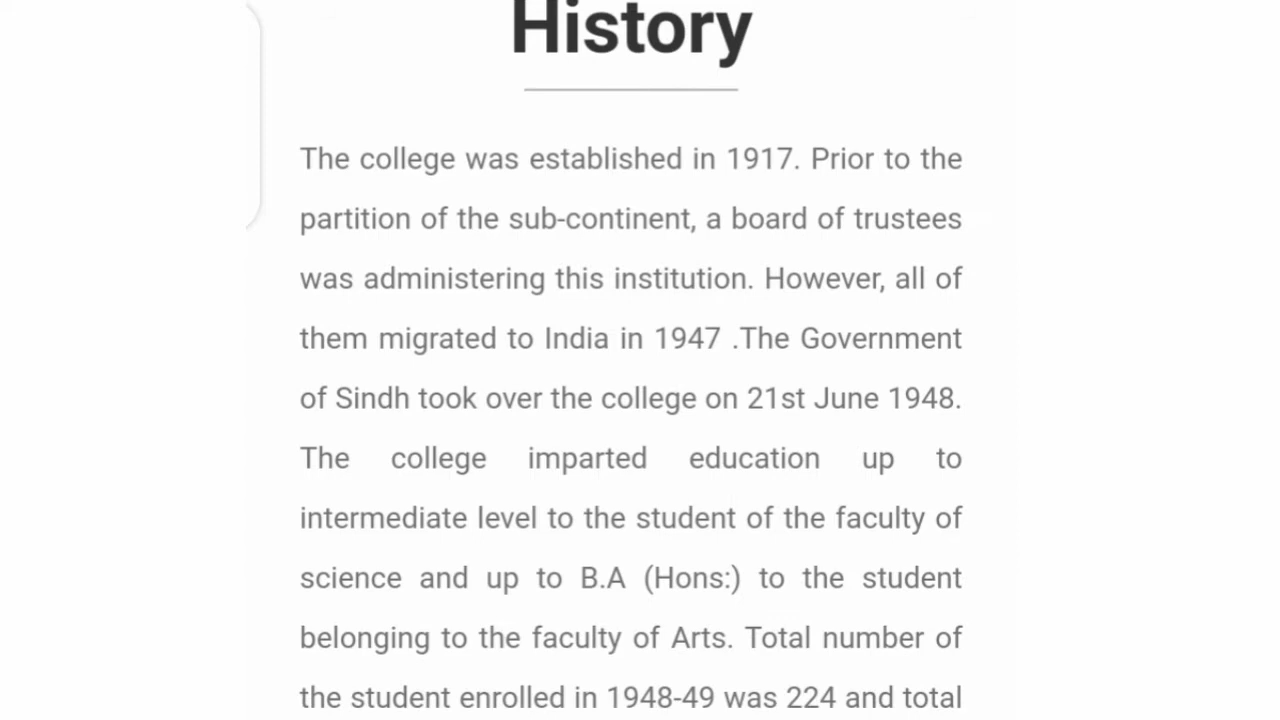 History
The college was established in 1917. Prior to the
partition of the sub-continent, a board of trustees
was administering this institution. However, all of
them migrated to India in 1947 .The Government
of Sindh took over the college on 21st June 1948.
The college imparted education up to
intermediate level to the student of the faculty of
science and up to B.A (Hons:) to the student
belonging to the faculty of Arts. Total number of
the student enrolled in 1948-49 was 224 and total